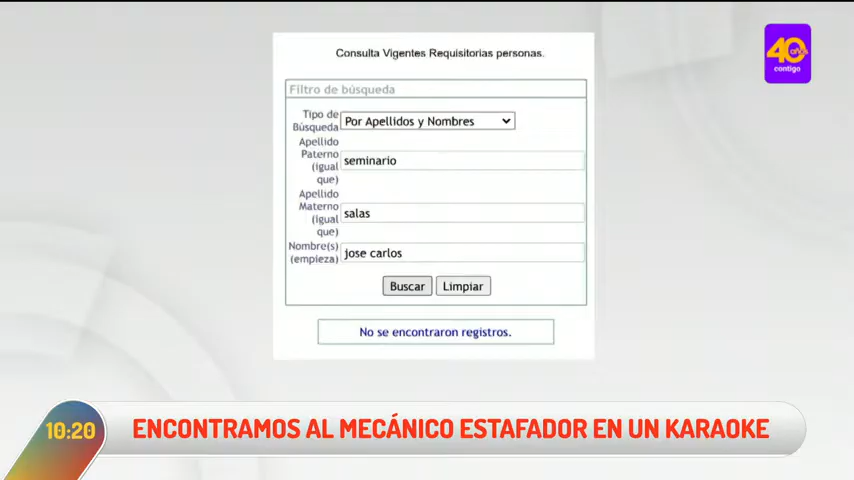 Consulta Vigentes Requisitorias personas.
40
años
contigo
Filtro de búsqueda
Tipo de
Búsqueda
Por Apellidos y Nombres
Apellido
Paterno
(igual
que)
seminario
Apellido
Materno
(igual
que)
salas
Nombre(s)
(empieza)
jose carlos
Buscar Limpiar
No se encontraron registros.
10:20
ENCONTRAMOS AL MECÁNICO ESTAFADOR EN UN KARAOKE